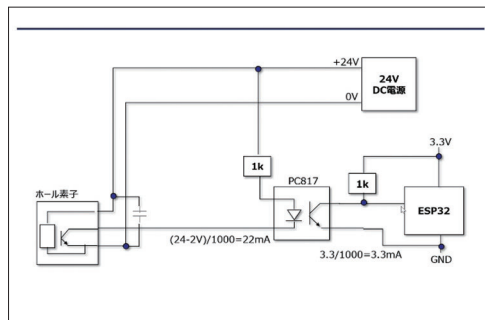 +24V
24V
DC電源
0V
3.3V
1k
PC817
1k
ESP32
ホール素子
(24-2V)/1000=22mA
3.3/1000=3.3mA
GND